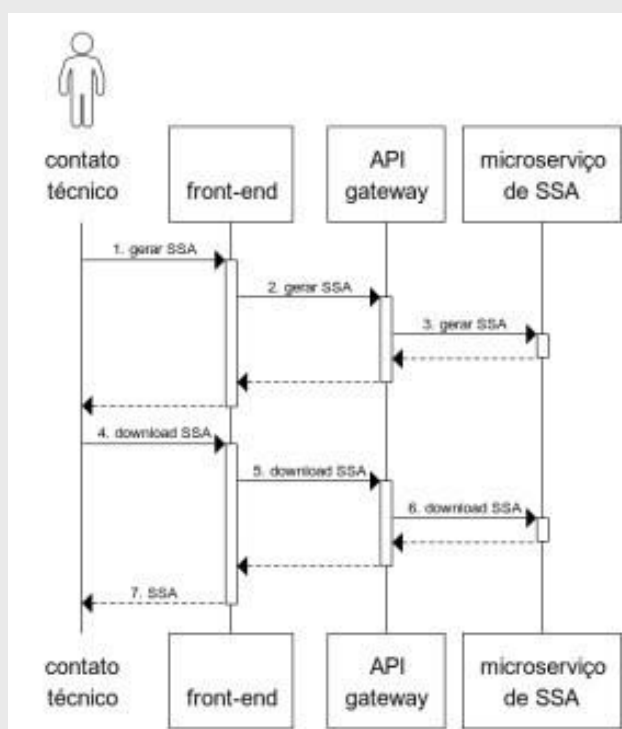 contato
técnico
front-end
API
gateway
microserviço
de SSA
1. gerar SSA
2. gerar SSA
3. gerar SSA
4. download SSA
5. download SSA
6. download SSA
7. SSA
contato
técnico
front-end
API
gateway
microserviço
de SSA